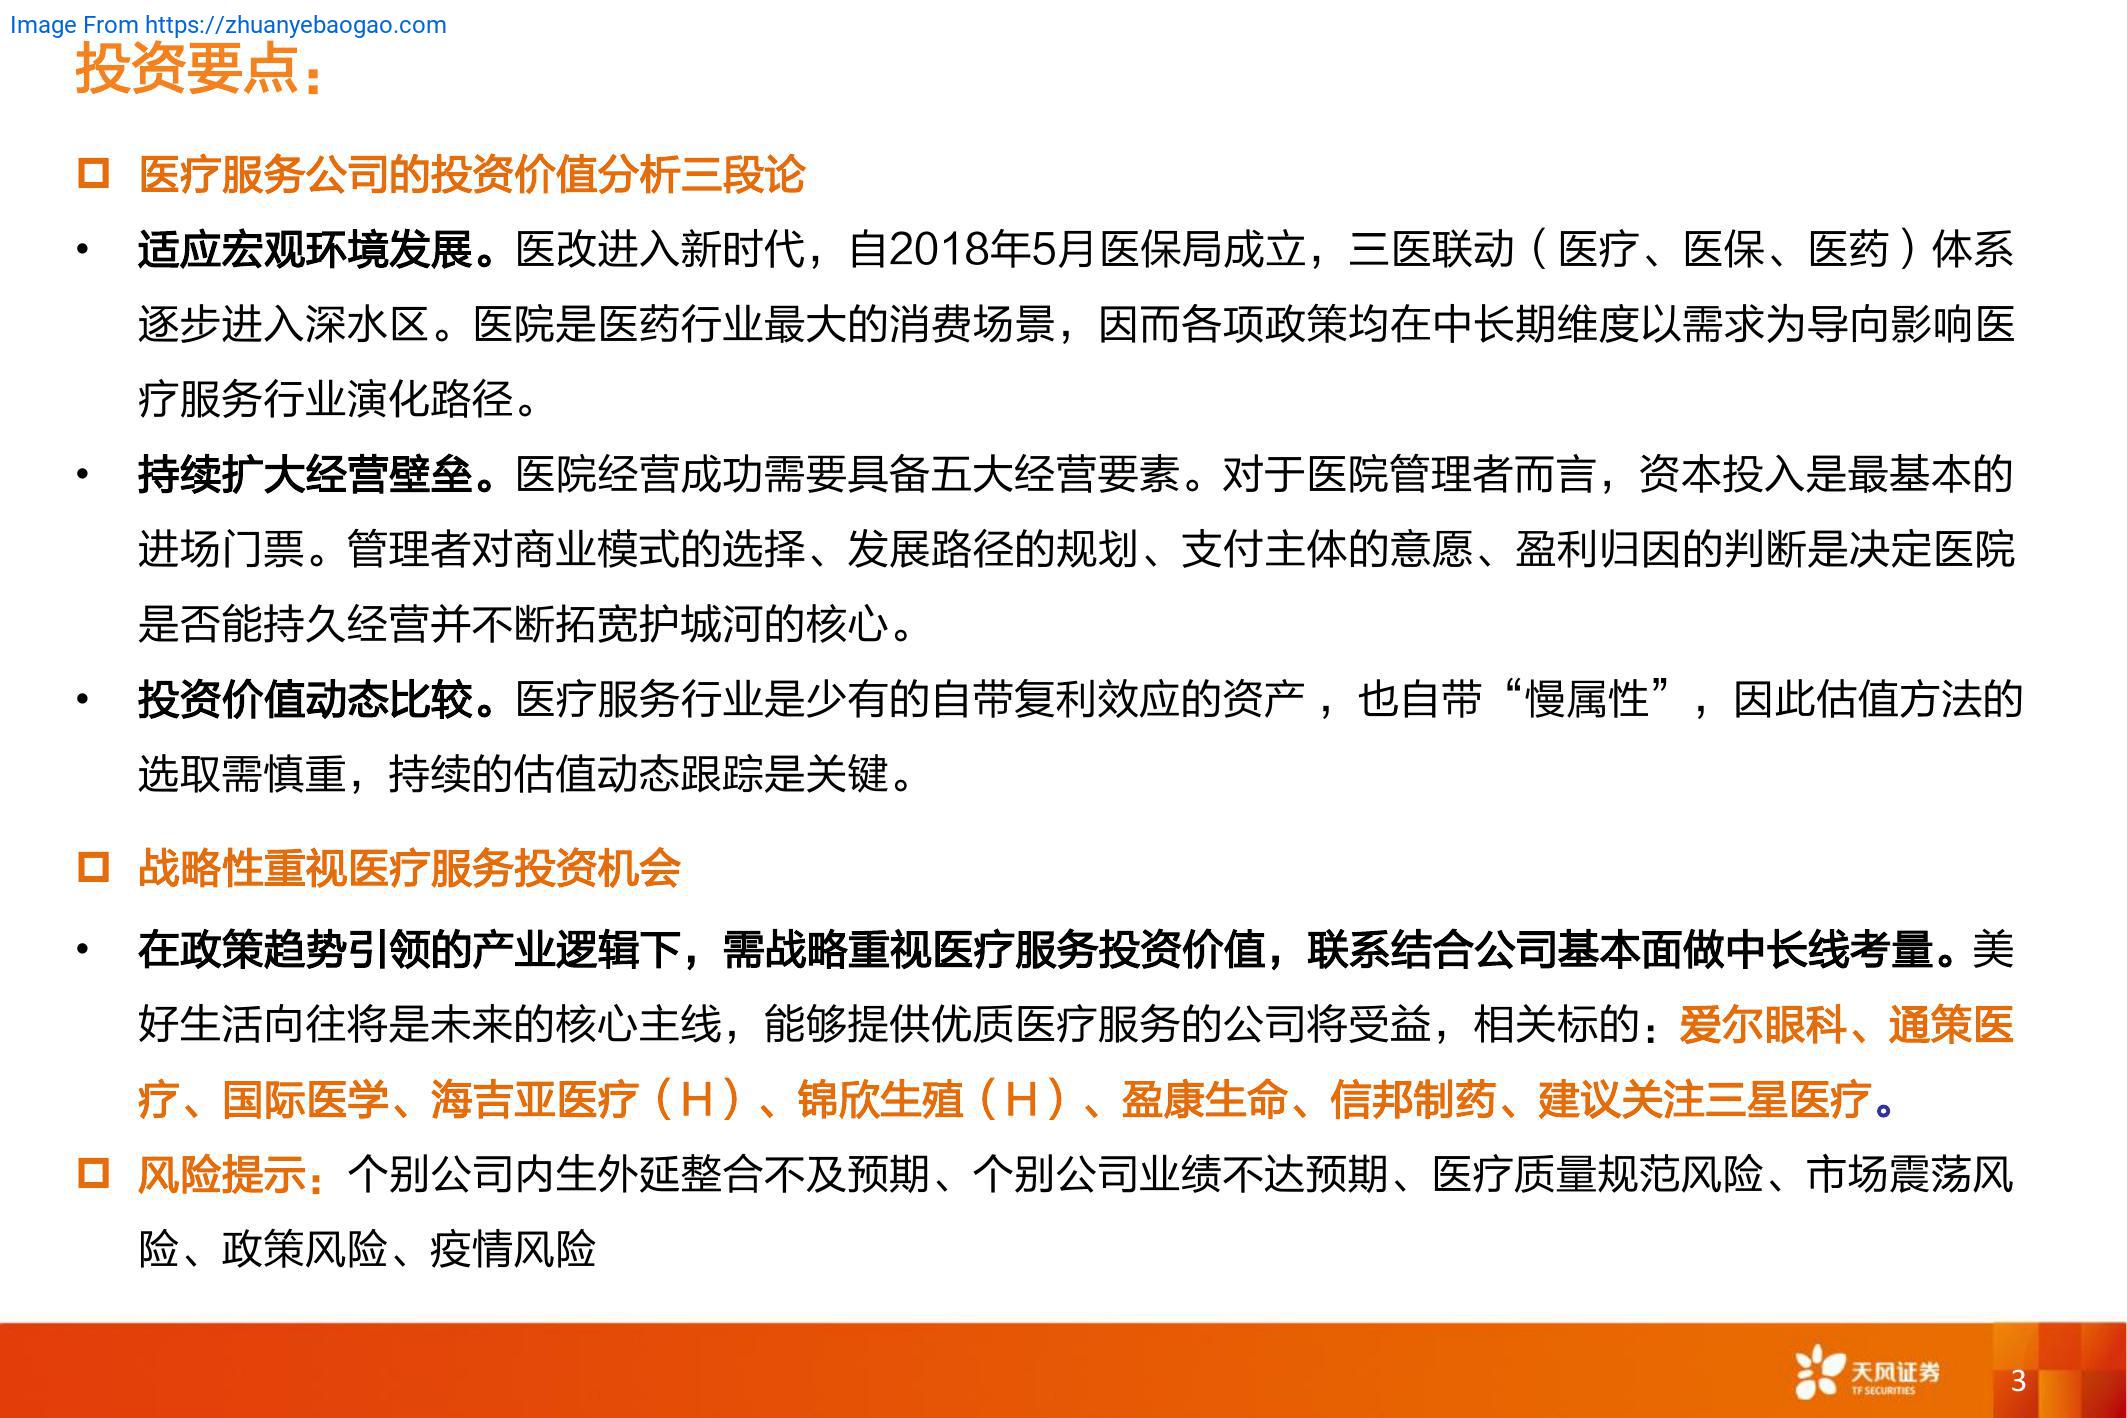 Image From https://zhuanyebaogao.com
投资要点：
医疗服务公司的投资价值分析三段论
• 适应宏观环境发展。医改进入新时代，自2018年5月医保局成立，三医联动（医疗、医保、医药）体系
逐步进入深水区。医院是医药行业最大的消费场景，因而各项政策均在中长期维度以需求为导向影响医
疗服务行业演化路径。
• 持续扩大经营壁垒。医院经营成功需要具备五大经营要素。对于医院管理者而言，资本投入是最基本的
进场门票。管理者对商业模式的选择、发展路径的规划、支付主体的意愿、盈利归因的判断是决定医院
是否能持久经营并不断拓宽护城河的核心。
• 投资价值动态比较。医疗服务行业是少有的自带复利效应的资产，也自带“慢属性”，因此估值方法的
选取需慎重，持续的估值动态跟踪是关键。
战略性重视医疗服务投资机会
• 在政策趋势引领的产业逻辑下，需战略重视医疗服务投资价值，联系结合公司基本面做中长线考量。美
好生活向往将是未来的核心主线，能够提供优质医疗服务的公司将受益，相关标的：爱尔眼科、通策医
疗、国际医学、海吉亚医疗（H）、锦欣生殖（H）、盈康生命、信邦制药、建议关注三星医疗。
风险提示：个别公司内生外延整合不及预期、个别公司业绩不达预期、医疗质量规范风险、市场震荡风
险、政策风险、疫情风险
天风证券
TF SECURITIES
3